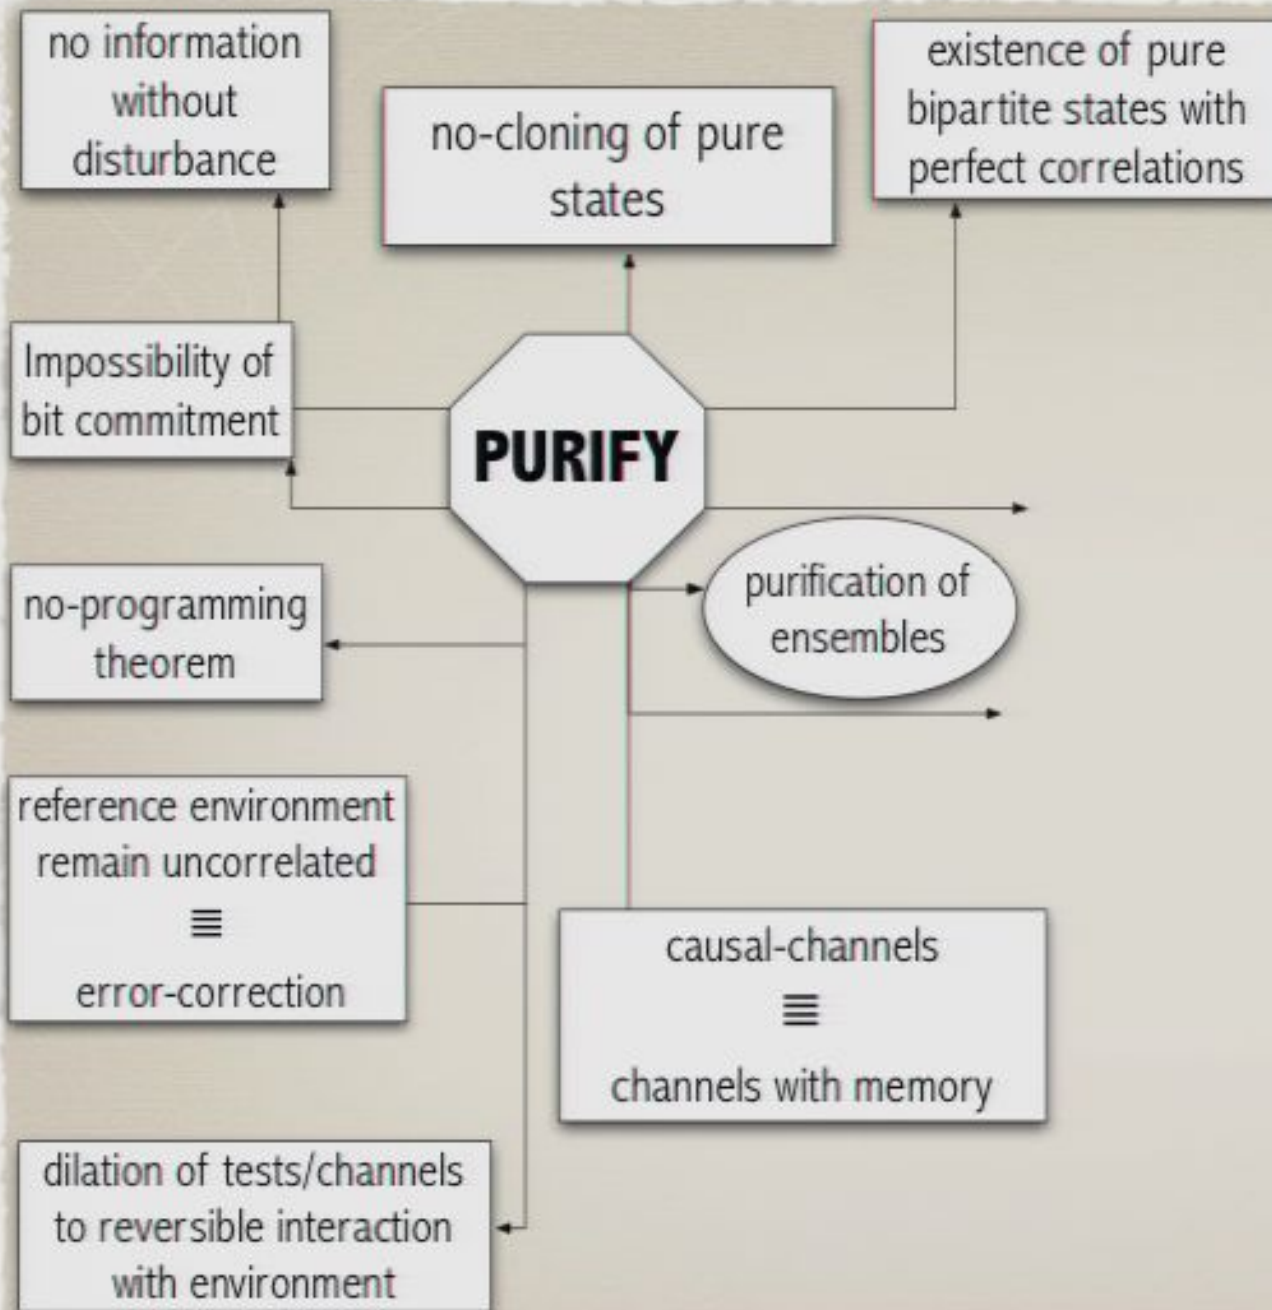 no information
without
disturbance
no-cloning of pure
states
existence of pure
bipartite states with
perfect correlations
Impossibility of
bit commitment
PURIFY
no-programming
theorem
purification of
ensembles
reference environment
remain uncorrelated
≣
error-correction
causal-channels
≣
channels with memory
dilation of tests/channels
to reversible interaction
with environment